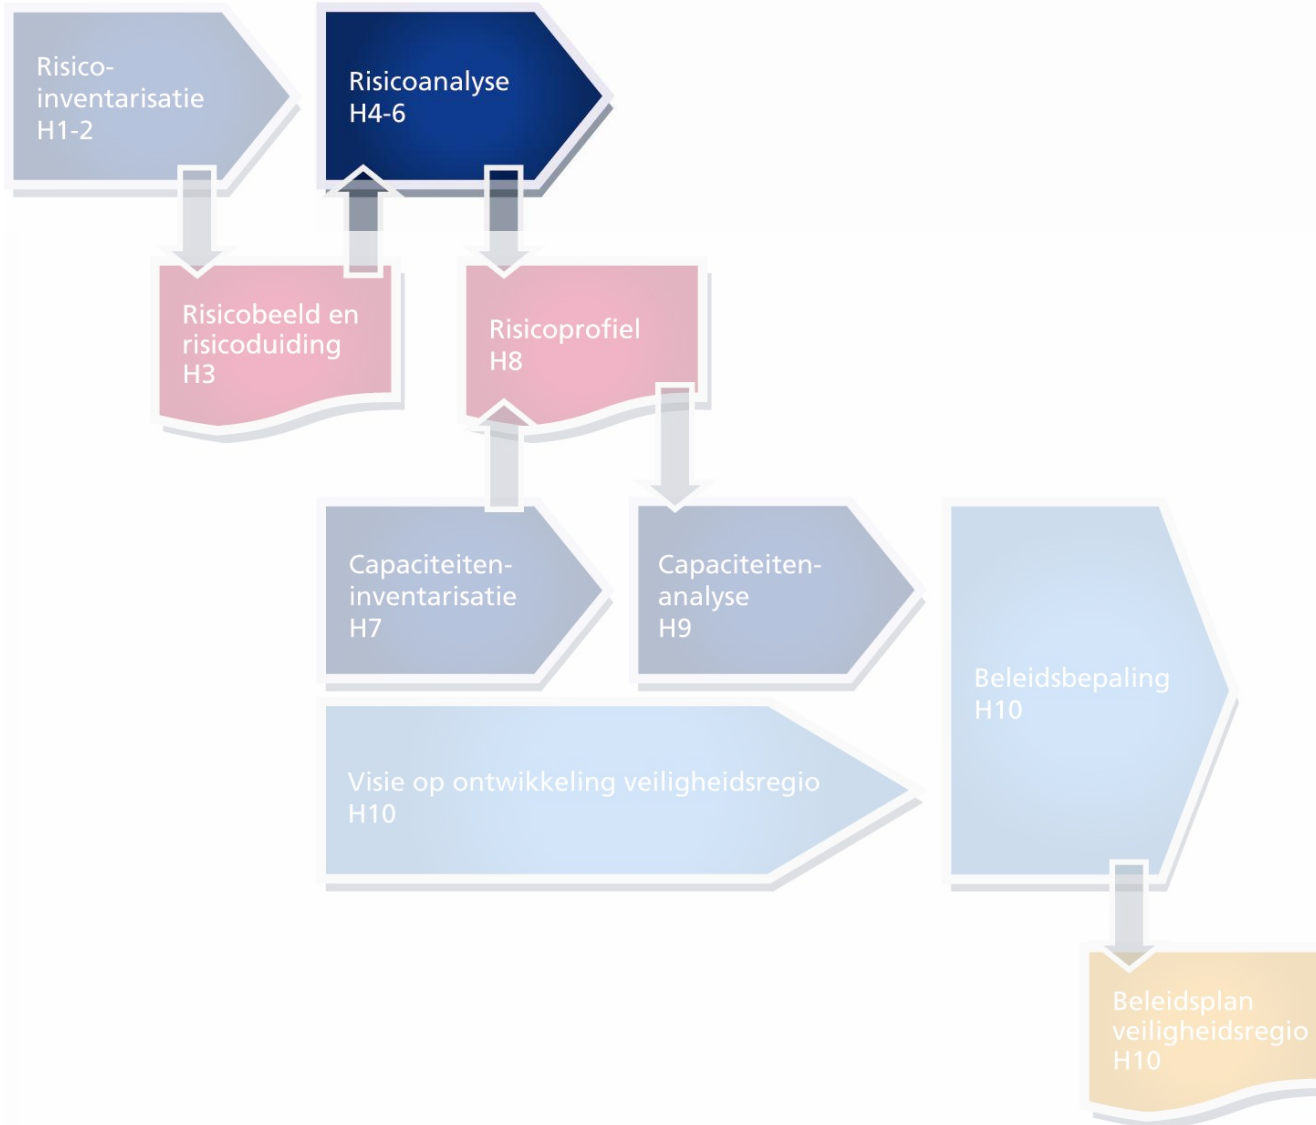 Risico-
inventarisatie
H1-2
Risicoanalyse
H4-6
Risicobeeld en
risicoduiding
H3
Risicoprofiel
H8
Capaciteiten-
inventarisatie
H7
Capaciteiten-
analyse
H9
Beleidsbepaling
H10
Visie op ontwikkeling veiligheidsregio
H10
Beleidsplan
veiligheidsregio
H10